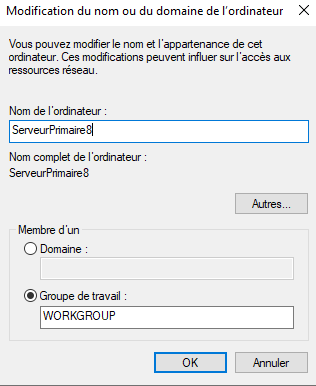 Modification du nom ou du domaine de l'ordinateur
Vous pouvez modifier le nom et l'appartenance de cet
ordinateur. Ces modifications peuvent influer sur l'accès aux
ressources réseau.
Nom de l'ordinateur :
ServeurPrimaire8
Nom complet de l'ordinateur :
ServeurPrimaire8
Autres...
Membre d'un
Domaine :
Groupe de travail :
WORKGROUP
OK
Annuler